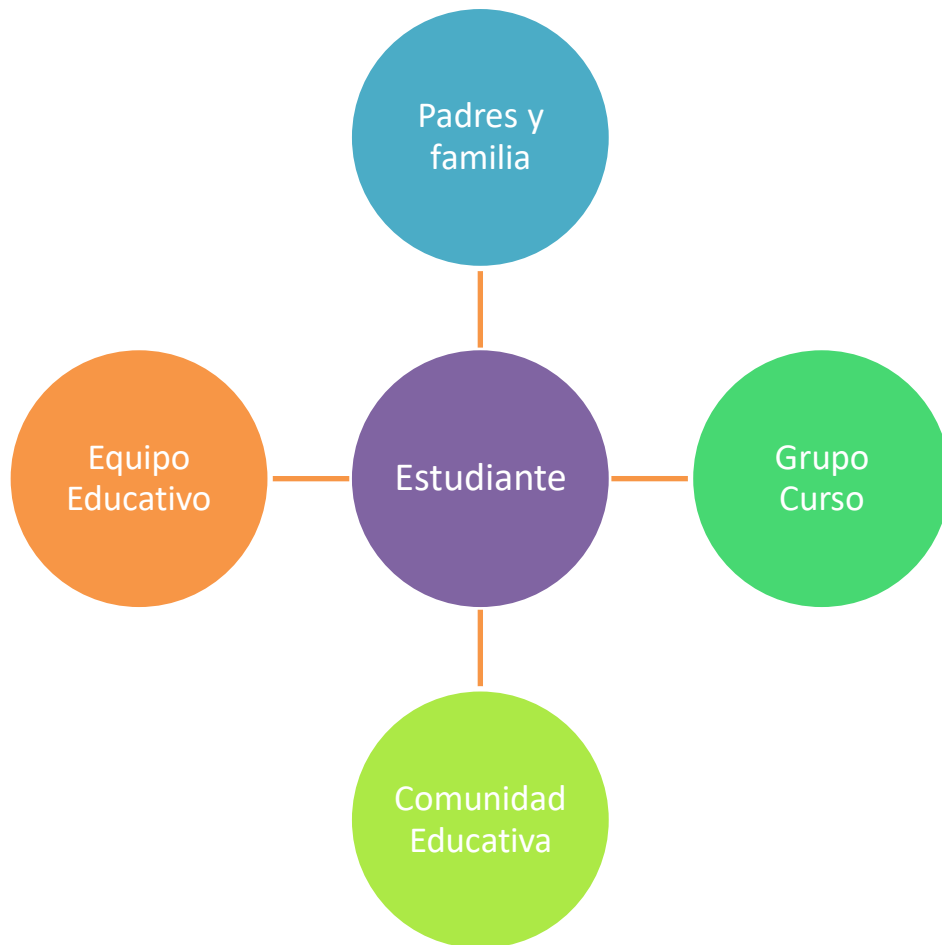 Padres y
familia
Equipo
Educativo
Estudiante
Grupo
Curso
Comunidad
Educativa